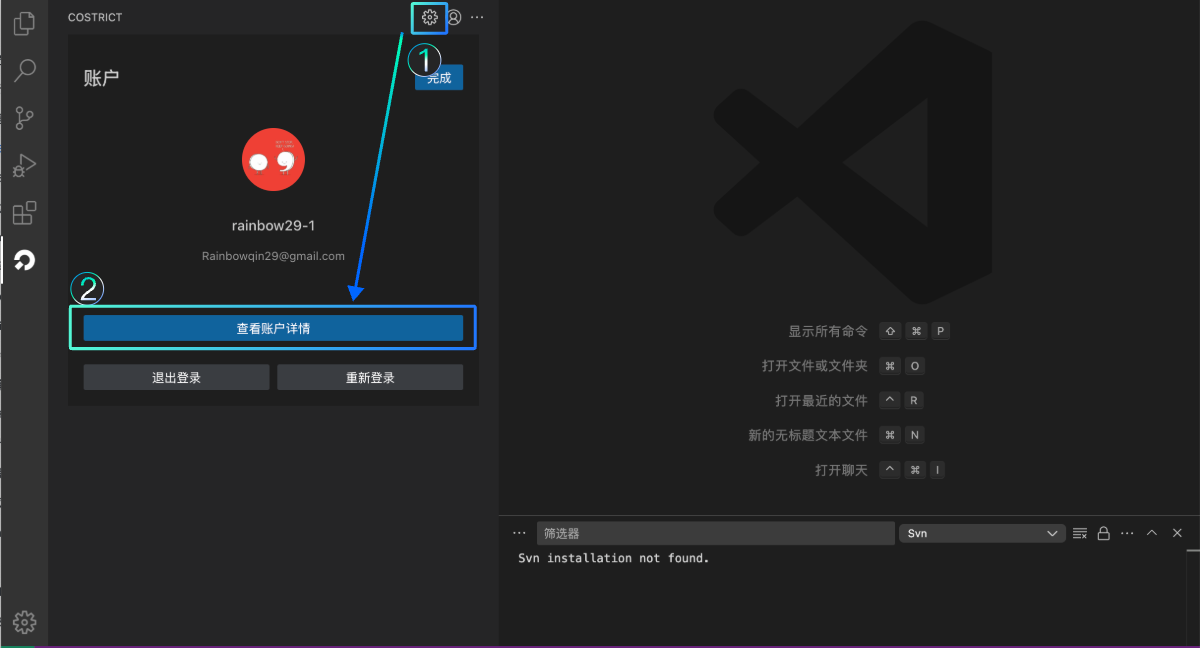 COSTRICT
①
账户
完成
rainbow29-1
Rainbowqin29@gmail.com
②
查看账户详情
退出登录
重新登录
显示所有命令 ⇧ ⌘ P
打开文件或文件夹 ⌘ O
打开最近的文件 ^ R
新的无标题文本文件 ⌘ N
打开聊天 ^ ⌘ I
筛选器
Svn
Svn installation not found.